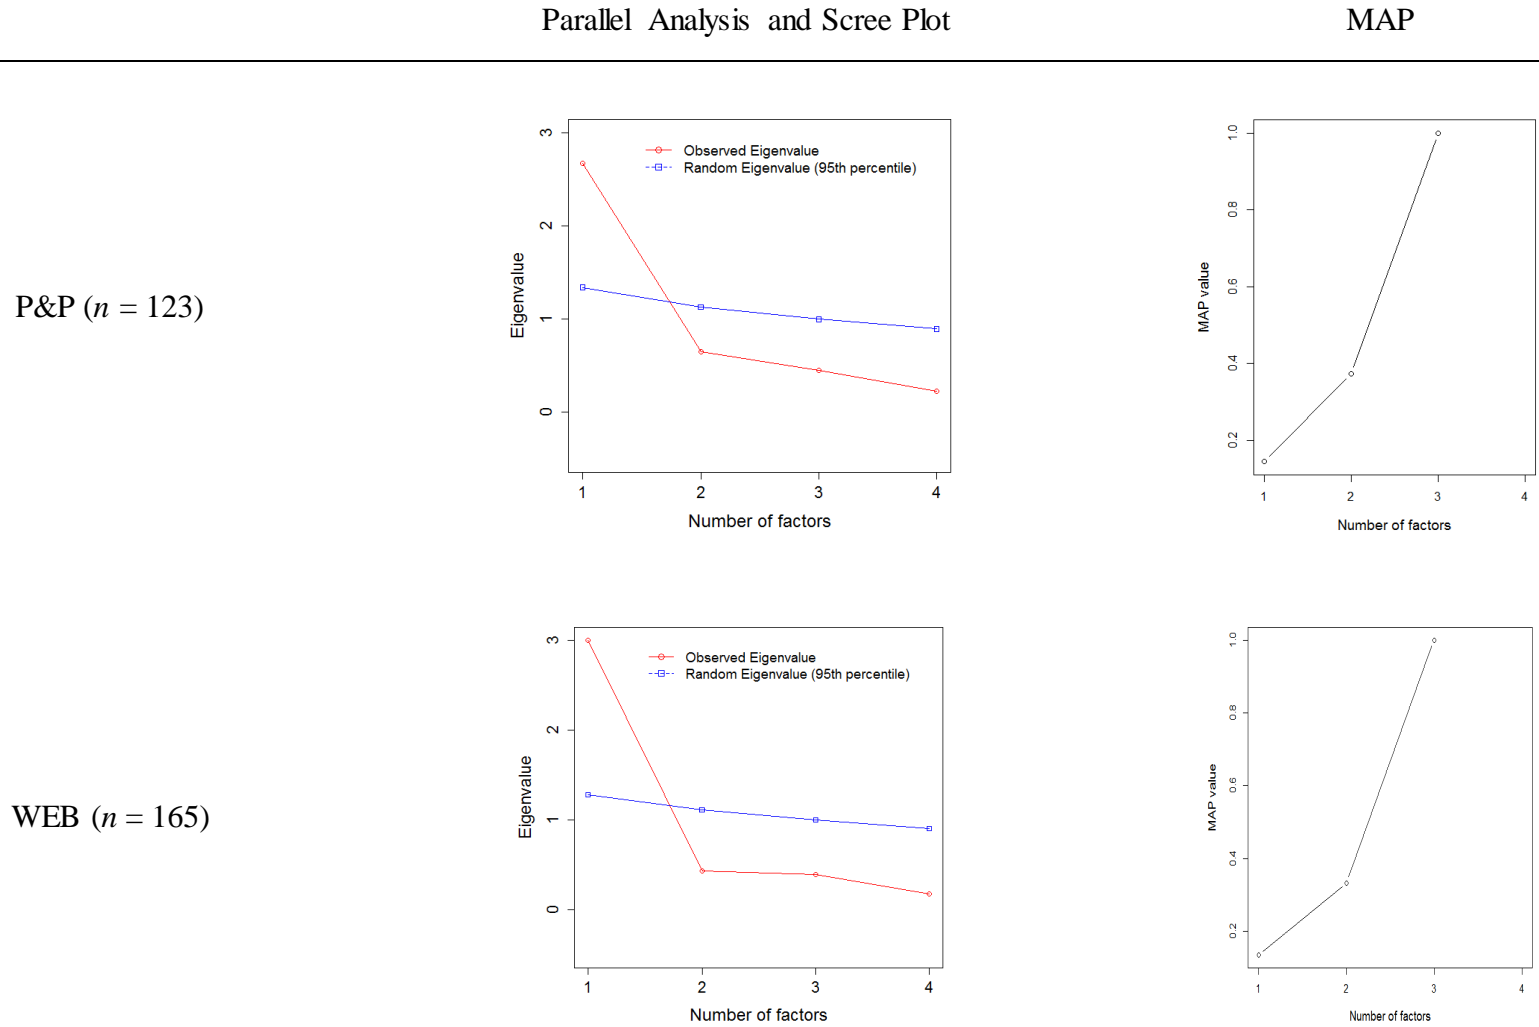 Parallel Analysis and Scree Plot
MAP
P&P (n = 123)
3
2
1
0
Eigenvalue
Observed Eigenvalue
Random Eigenvalue (95th percentile)
1 2 3 4
Number of factors
1.0
0.8
0.6
0.4
0.2
MAP value
1 2 3 4
Number of factors
WEB (n = 165)
3
2
1
0
Eigenvalue
Observed Eigenvalue
Random Eigenvalue (95th percentile)
1 2 3 4
Number of factors
1.0
0.8
0.6
0.4
0.2
MAP value
1 2 3 4
Number of factors